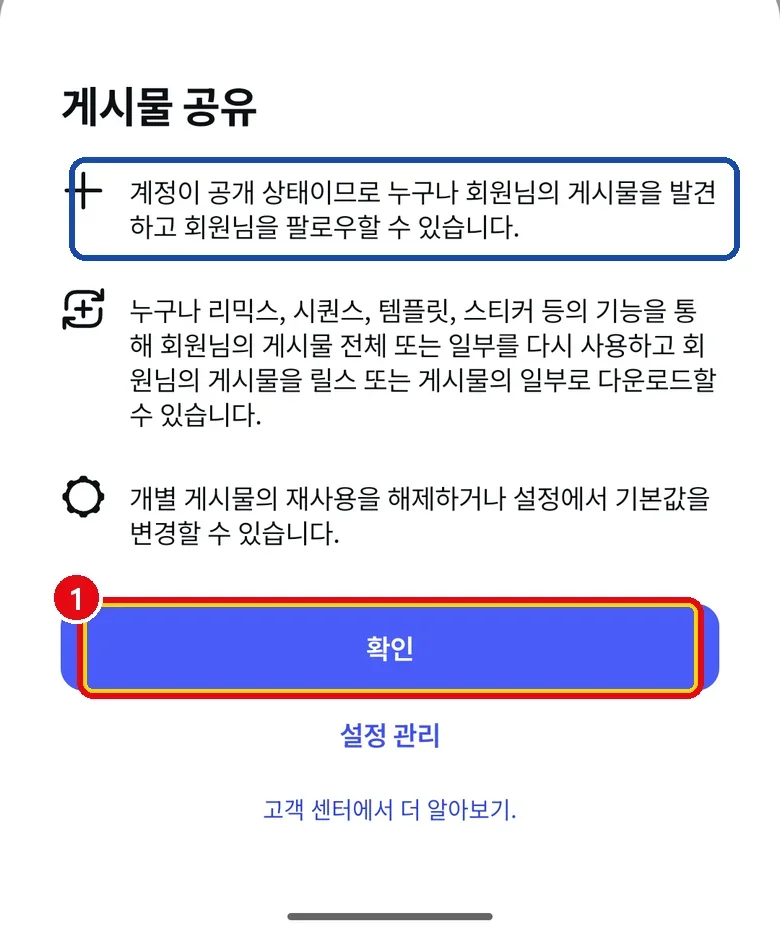 게시물 공유
계정이 공개 상태이므로 누구나 회원님의 게시물을 발견
하고 회원님을 팔로우할 수 있습니다.
누구나 리믹스, 시퀀스, 템플릿, 스티커 등의 기능을 통
해 회원님의 게시물 전체 또는 일부를 다시 사용하고 회
원님의 게시물을 릴스 또는 게시물의 일부로 다운로드할
수 있습니다.
개별 게시물의 재사용을 해제하거나 설정에서 기본값을
변경할 수 있습니다.
1
확인
설정 관리
고객 센터에서 더 알아보기.